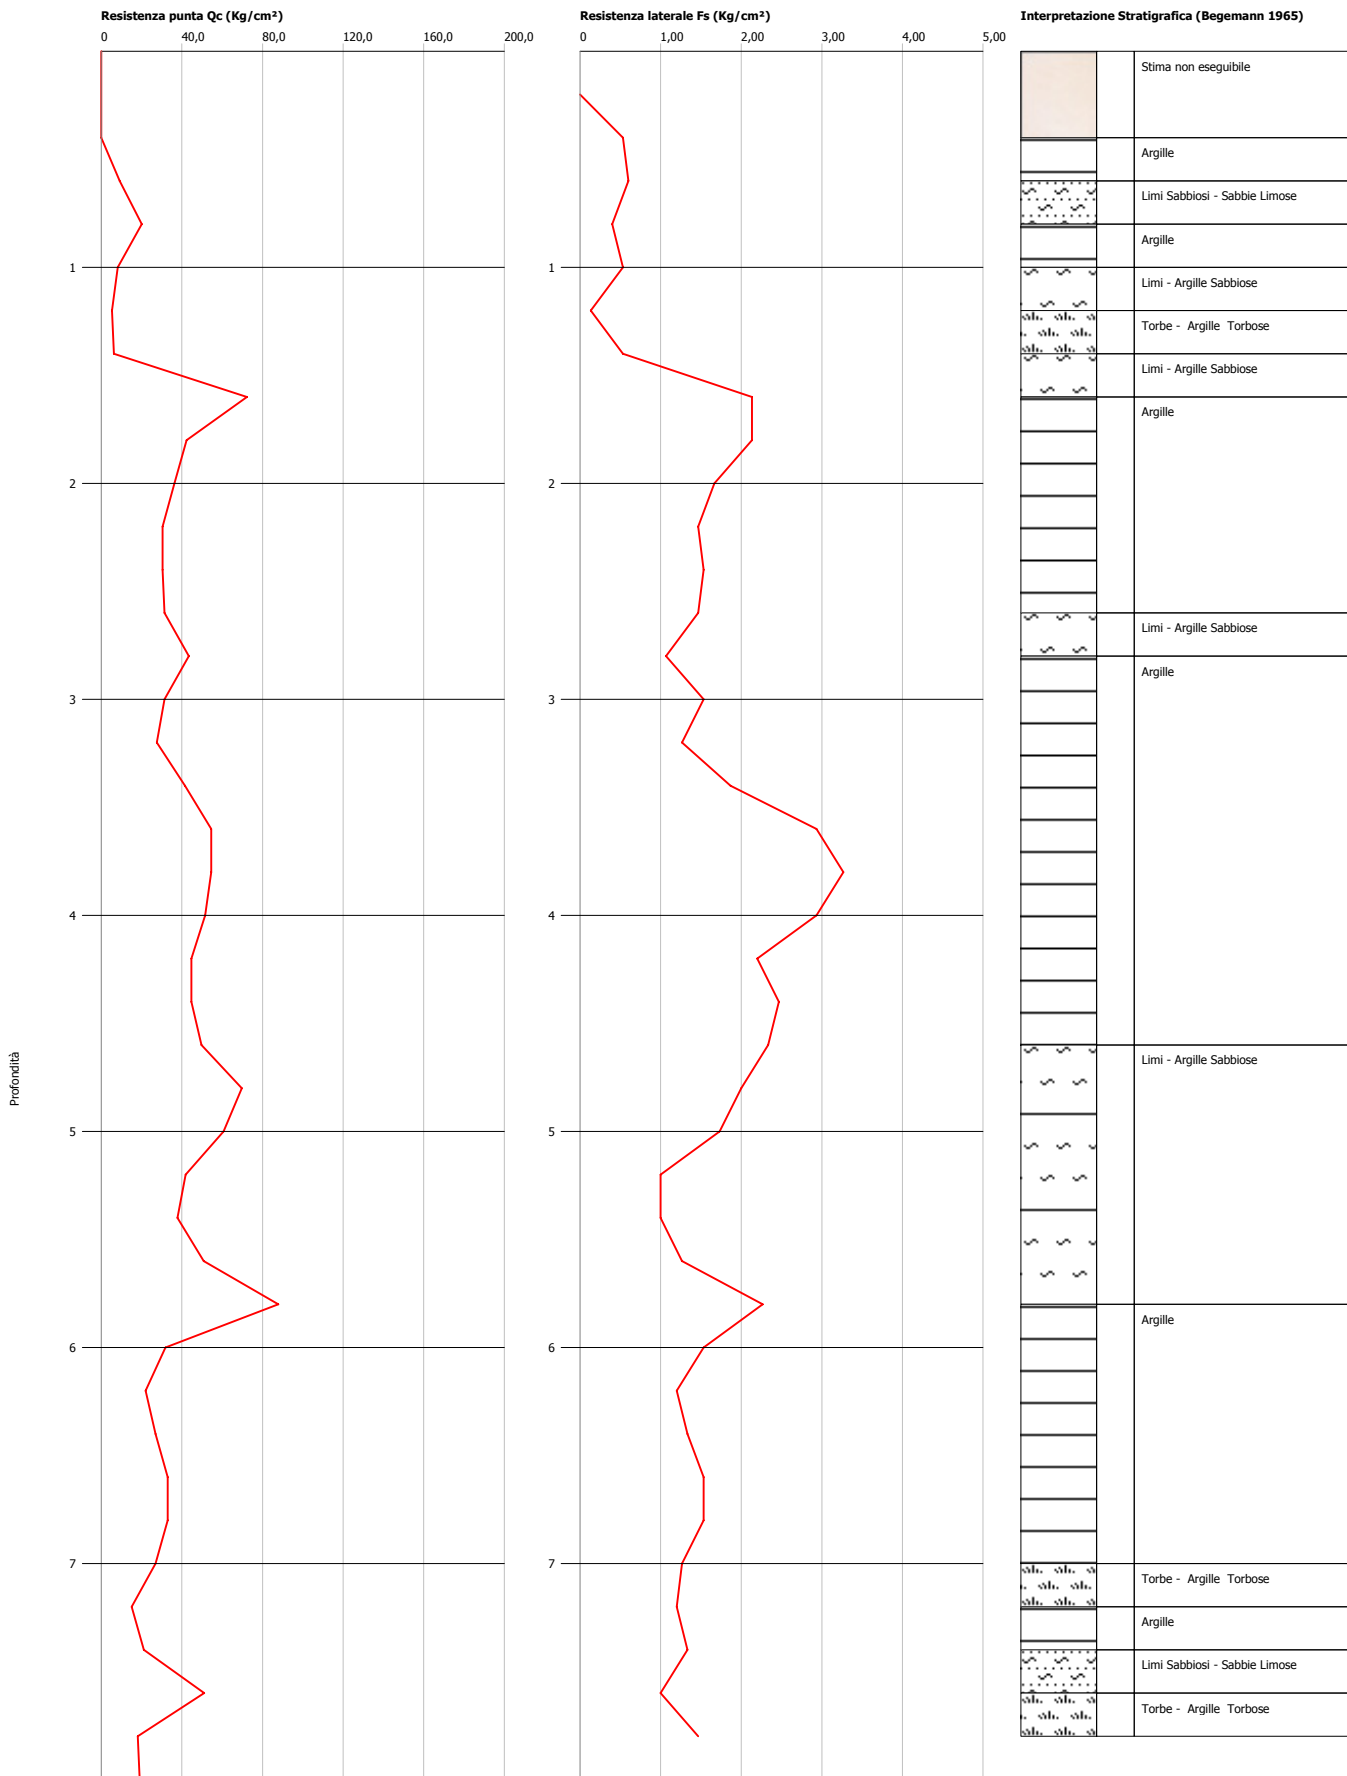 Resistenza punta Qc (Kg/cm²)
0 40,0 80,0 120,0 160,0 200,0
Resistenza laterale Fs (Kg/cm²)
0 1,00 2,00 3,00 4,00 5,00
Interpretazione Stratigrafica (Begemann 1965)
Stima non eseguibile
Argille
Limi Sabbiosi - Sabbie Limose
Argille
1 1
Limi - Argille Sabbiose
Torbe - Argille Torbose
Limi - Argille Sabbiose
Argille
2 2
Limi - Argille Sabbiose
Argille
3 3
4 4
Profondità
Limi - Argille Sabbiose
5 5
Argille
6 6
7 7
Torbe - Argille Torbose
Argille
Limi Sabbiosi - Sabbie Limose
Torbe - Argille Torbose